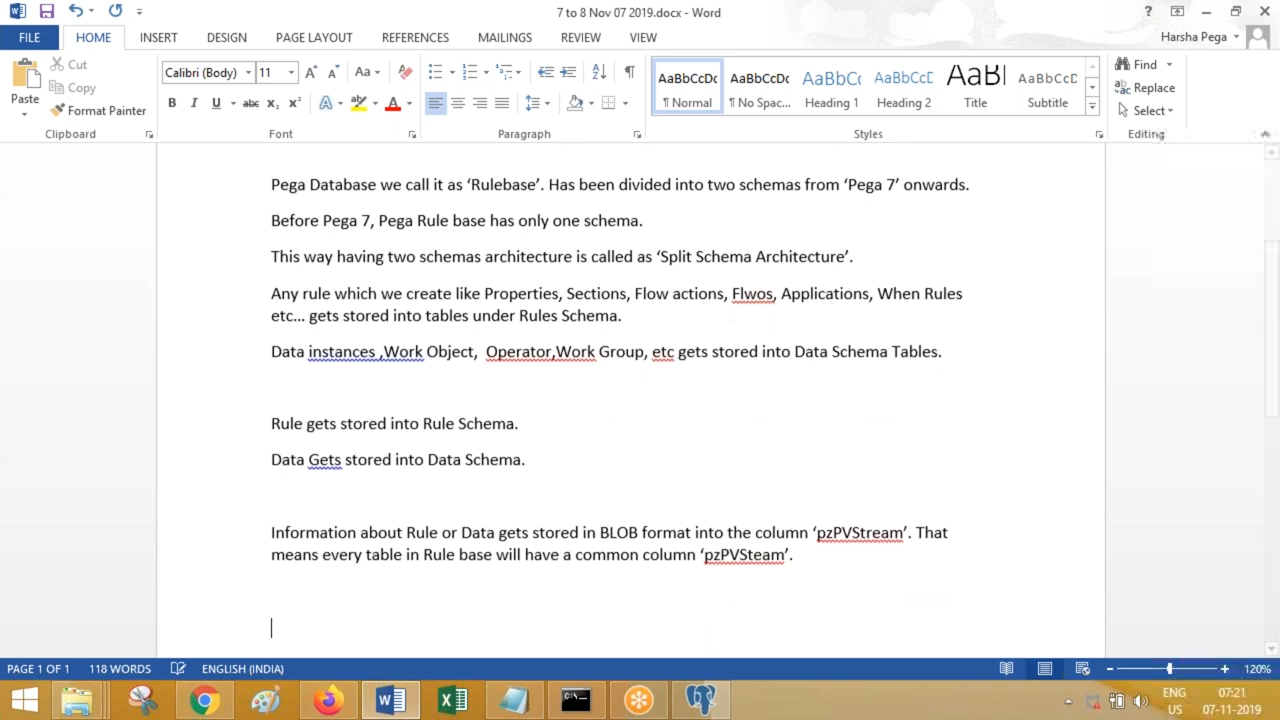 7 to 8 Nov 07 2019.docx - Word
FILE HOME INSERT DESIGN PAGE LAYOUT REFERENCES MAILINGS REVIEW VIEW Harsha Pega
Cut
Copy
Format Painter
Paste
Clipboard
Calibri (Body) 11
Font
Paragraph
AaBbCcDc AaBbCcDc AaBbCc AaBbCcD AaB AaBbCcD
¶ Normal ¶ No Spac... Heading 1 Heading 2 Title Subtitle
Styles
Find
Replace
Select
Editing
Pega Database we call it as ‘Rulebase’. Has been divided into two schemas from ‘Pega 7’ onwards.
Before Pega 7, Pega Rule base has only one schema.
This way having two schemas architecture is called as ‘Split Schema Architecture’.
Any rule which we create like Properties, Sections, Flow actions, Flwos, Applications, When Rules
etc… gets stored into tables under Rules Schema.
Data instances ,Work Object,  Operator,Work Group, etc gets stored into Data Schema Tables.
Rule gets stored into Rule Schema.
Data Gets stored into Data Schema.
Information about Rule or Data gets stored in BLOB format into the column ‘pzPVStream’. That
means every table in Rule base will have a common column ‘pzPVSteam’.
PAGE 1 OF 1 118 WORDS ENGLISH (INDIA) 120%
ENG 07:21
US 07-11-2019